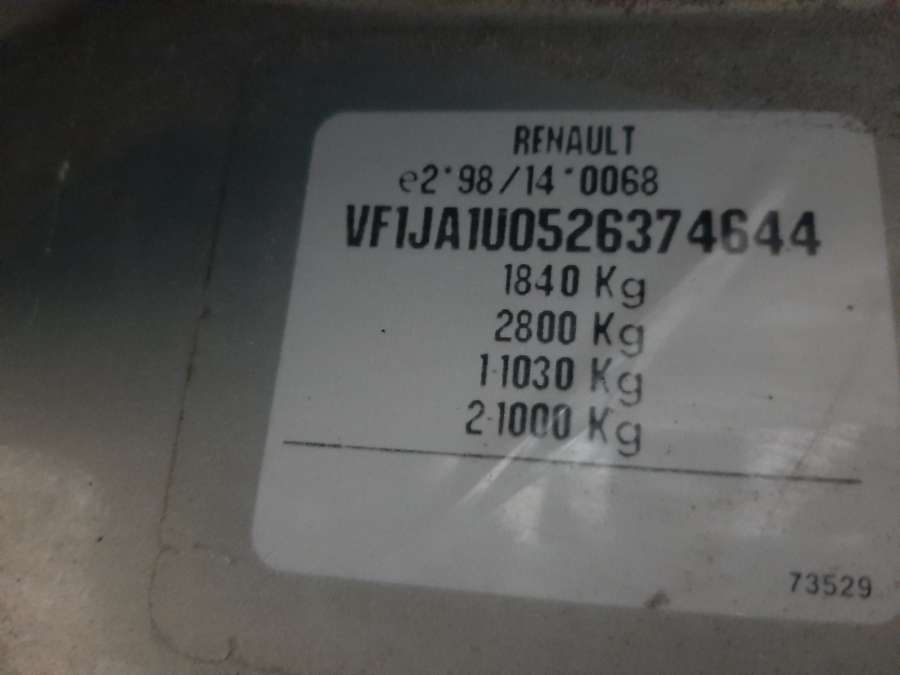 RENAULT
e2*98/14*0068
VF1JA1U0526374644
1840 Kg
2800 Kg
1-1030 Kg
2-1000 Kg
73529